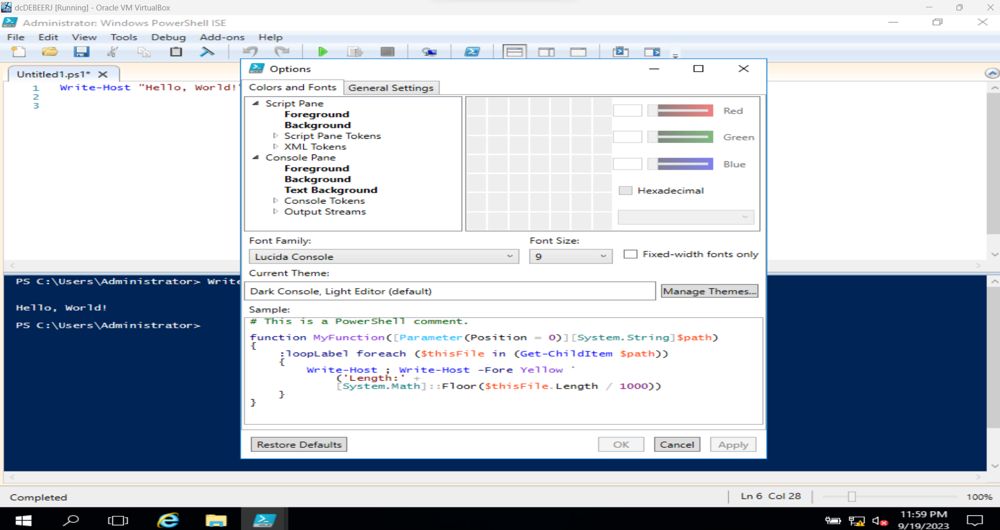 dcDEBEERJ [Running] - Oracle VM VirtualBox
Administrator: Windows PowerShell ISE
File Edit View Tools Debug Add-ons Help
Untitled1.ps1*
1 Write-Host "Hello, World!"
2
3
Options
Colors and Fonts General Settings
Script Pane
Foreground
Background
Script Pane Tokens
XML Tokens
Console Pane
Foreground
Background
Text Background
Console Tokens
Output Streams
Red
Green
Blue
Hexadecimal
Font Family: Font Size:
Lucida Console 9 Fixed-width fonts only
Current Theme:
Dark Console, Light Editor (default) Manage Themes...
Sample:
# This is a PowerShell comment.
function MyFunction([Parameter(Position = 0)][System.String]$path)
{
:loopLabel foreach ($thisFile in (Get-ChildItem $path))
{
Write-Host ; Write-Host -Fore Yellow `
('Length:' +
[System.Math]::Floor($thisFile.Length / 1000))
}
}
Restore Defaults OK Cancel Apply
PS C:\Users\Administrator> Write
Hello, World!
PS C:\Users\Administrator>
Completed Ln 6 Col 28 100%
11:59 PM
9/19/2023